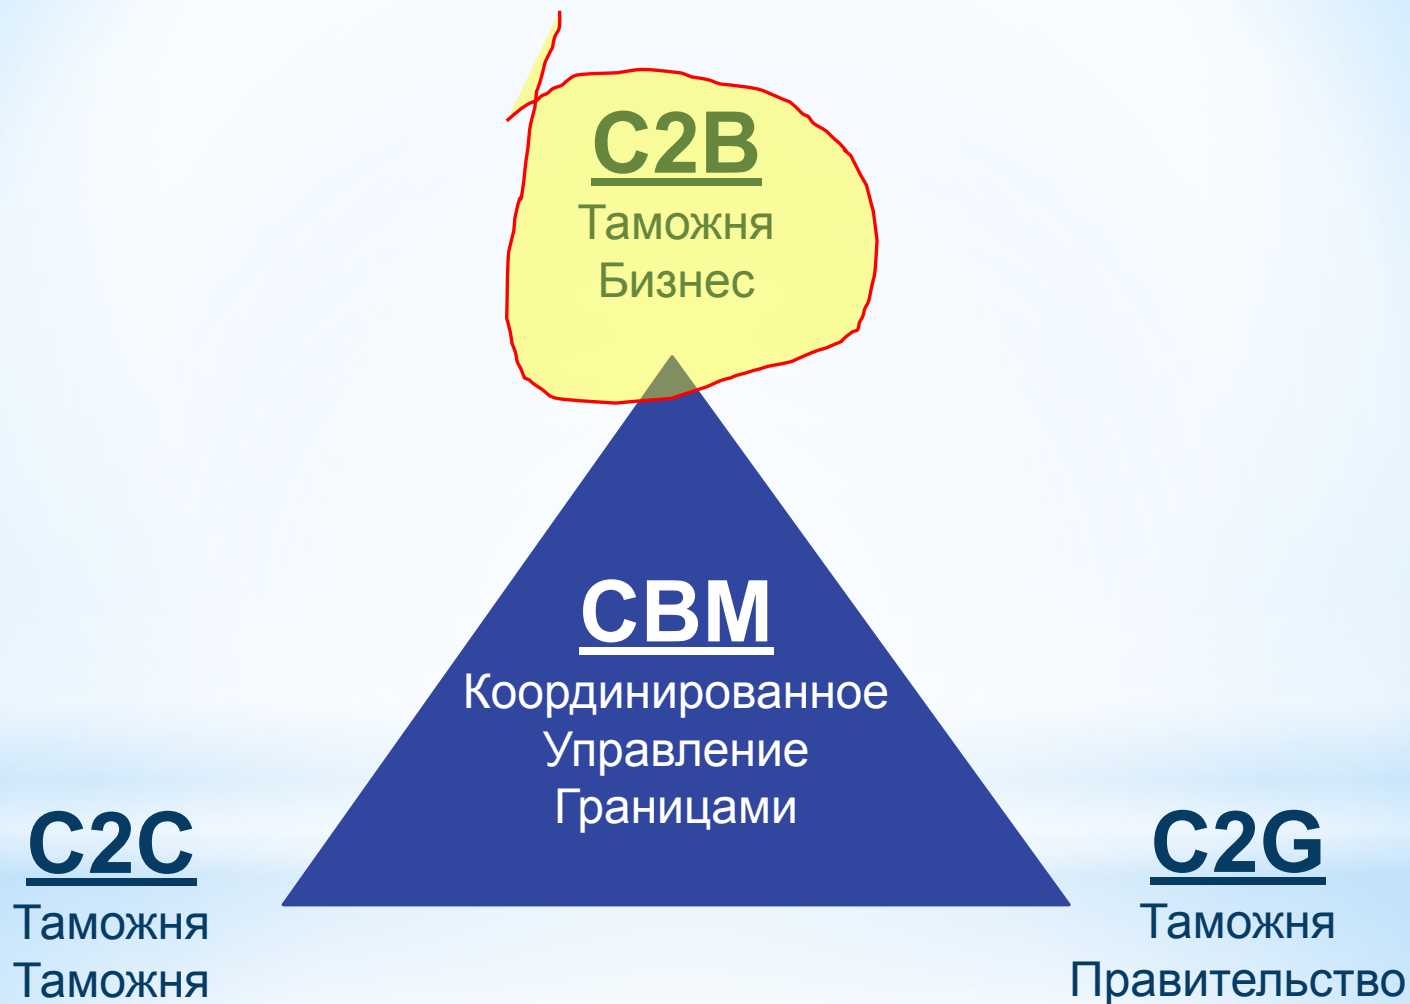 C2B
Таможня
Бизнес
CBM
Координированное
Управление
Границами
C2C
Таможня
Таможня
C2G
Таможня
Правительство